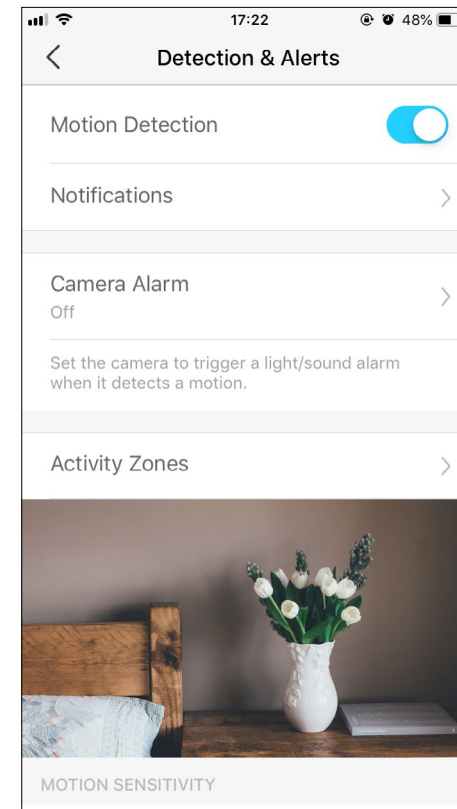 17:22
48%
Detection & Alerts
Motion Detection
Notifications
Camera Alarm
Off
Set the camera to trigger a light/sound alarm
when it detects a motion.
Activity Zones
MOTION SENSITIVITY